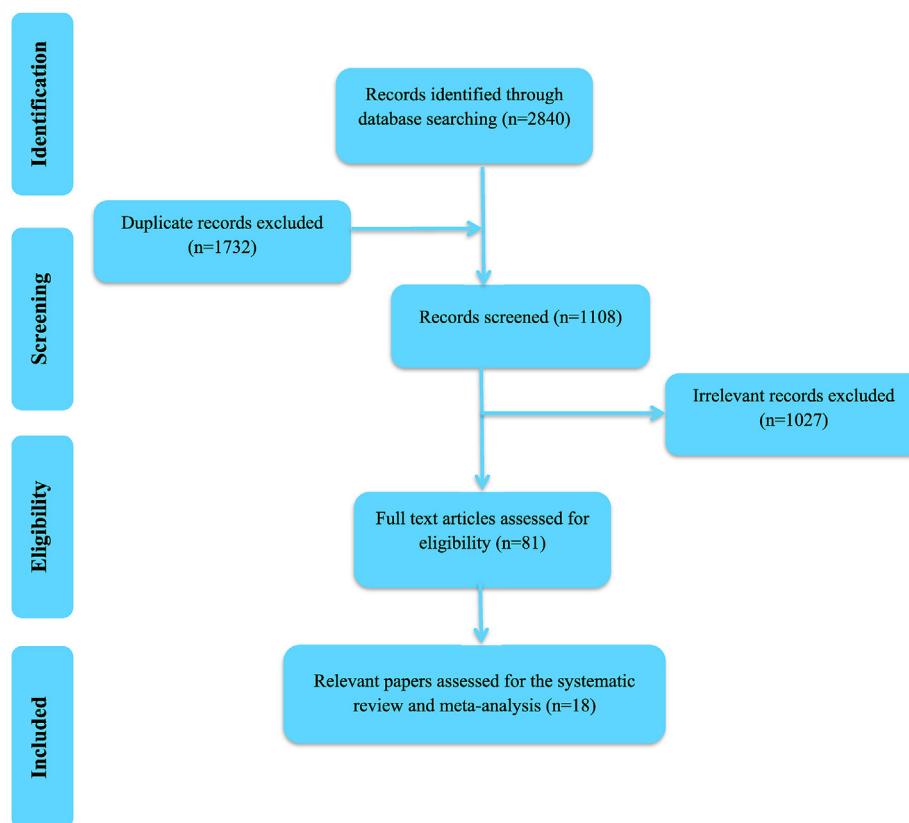 Identification
Records identified through
database searching (n=2840)
Duplicate records excluded
(n=1732)
Screening
Records screened (n=1108)
Irrelevant records excluded
(n=1027)
Eligibility
Full text articles assessed for
eligibility (n=81)
Included
Relevant papers assessed for the systematic
review and meta-analysis (n=18)